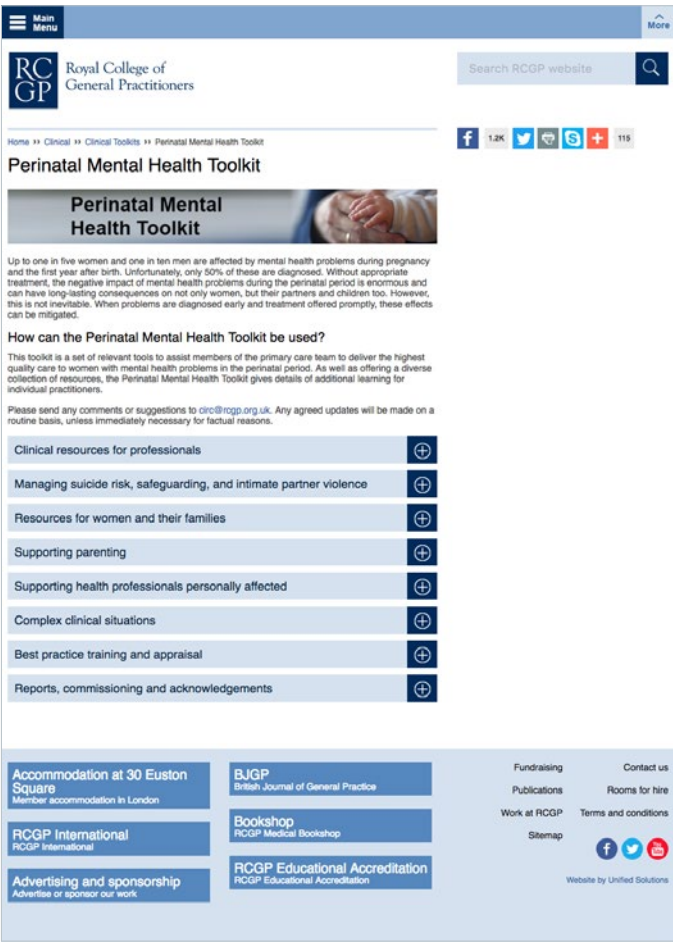 Main
Menu
More
RC
GP
Royal College of
General Practitioners
Search RCGP website
Home ›› Clinical ›› Clinical Toolkits ›› Perinatal Mental Health Toolkit
1.2K
115
Perinatal Mental Health Toolkit
Perinatal Mental
Health Toolkit
Up to one in five women and one in ten men are affected by mental health problems during pregnancy
and the first year after birth. Unfortunately, only 50% of these are diagnosed. Without appropriate
treatment, the negative impact of mental health problems during the perinatal period is enormous and
can have long-lasting consequences on not only women, but their partners and children too. However,
this is not inevitable. When problems are diagnosed early and treatment offered promptly, these effects
can be mitigated.
How can the Perinatal Mental Health Toolkit be used?
This toolkit is a set of relevant tools to assist members of the primary care team to deliver the highest
quality care to women with mental health problems in the perinatal period. As well as offering a diverse
collection of resources, the Perinatal Mental Health Toolkit gives details of additional learning for
individual practitioners.
Please send any comments or suggestions to circ@rcgp.org.uk. Any agreed updates will be made on a
routine basis, unless immediately necessary for factual reasons.
Clinical resources for professionals
Managing suicide risk, safeguarding, and intimate partner violence
Resources for women and their families
Supporting parenting
Supporting health professionals personally affected
Complex clinical situations
Best practice training and appraisal
Reports, commissioning and acknowledgements
Accommodation at 30 Euston
Square
Member accommodation in London
RCGP International
RCGP International
Advertising and sponsorship
Advertise or sponsor our work
BJGP
British Journal of General Practice
Bookshop
RCGP Medical Bookshop
RCGP Educational Accreditation
RCGP Educational Accreditation
Fundraising
Publications
Work at RCGP
Sitemap
Contact us
Rooms for hire
Terms and conditions
Website by Unified Solutions